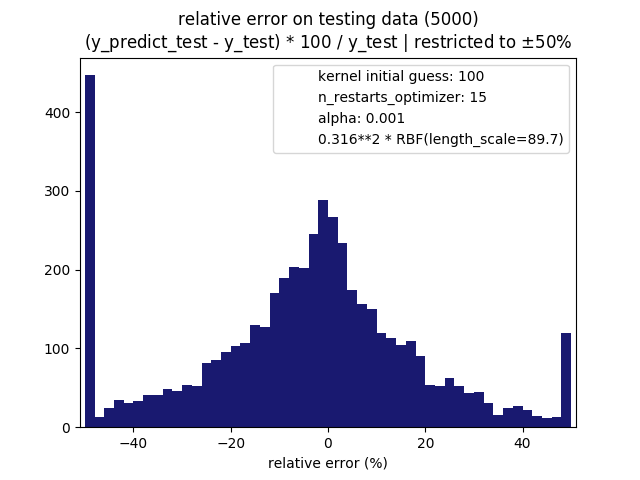 relative error on testing data (5000)
(y_predict_test - y_test) * 100 / y_test | restricted to ±50%
kernel initial guess: 100
n_restarts_optimizer: 15
alpha: 0.001
0.316**2 * RBF(length_scale=89.7)
400
300
200
100
0
−40 −20 0 20 40
relative error (%)